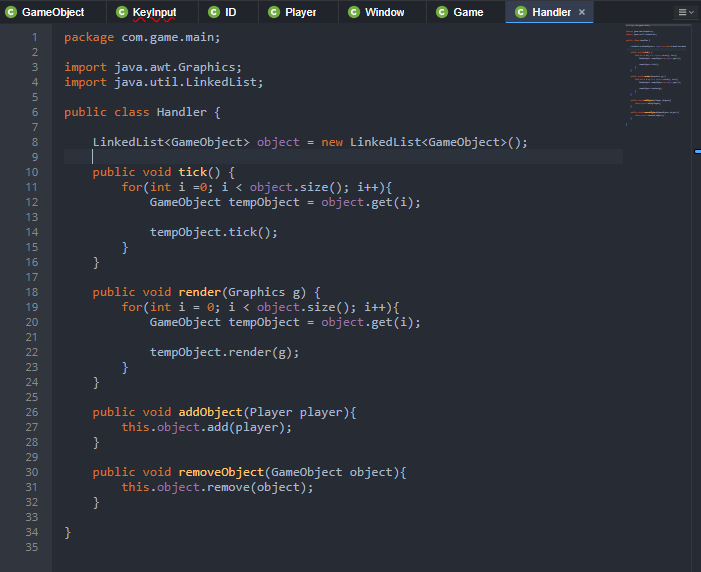 GameObject KeyInput ID Player Window Game Handler
1 package com.game.main;
2
3 import java.awt.Graphics;
4 import java.util.LinkedList;
5
6 public class Handler {
7
8 LinkedList<GameObject> object = new LinkedList<GameObject>();
9
10 public void tick() {
11 for(int i =0; i < object.size(); i++){
12 GameObject tempObject = object.get(i);
13
14 tempObject.tick();
15 }
16 }
17
18 public void render(Graphics g) {
19 for(int i = 0; i < object.size(); i++){
20 GameObject tempObject = object.get(i);
21
22 tempObject.render(g);
23 }
24 }
25
26 public void addObject(Player player){
27 this.object.add(player);
28 }
29
30 public void removeObject(GameObject object){
31 this.object.remove(object);
32 }
33
34 }
35